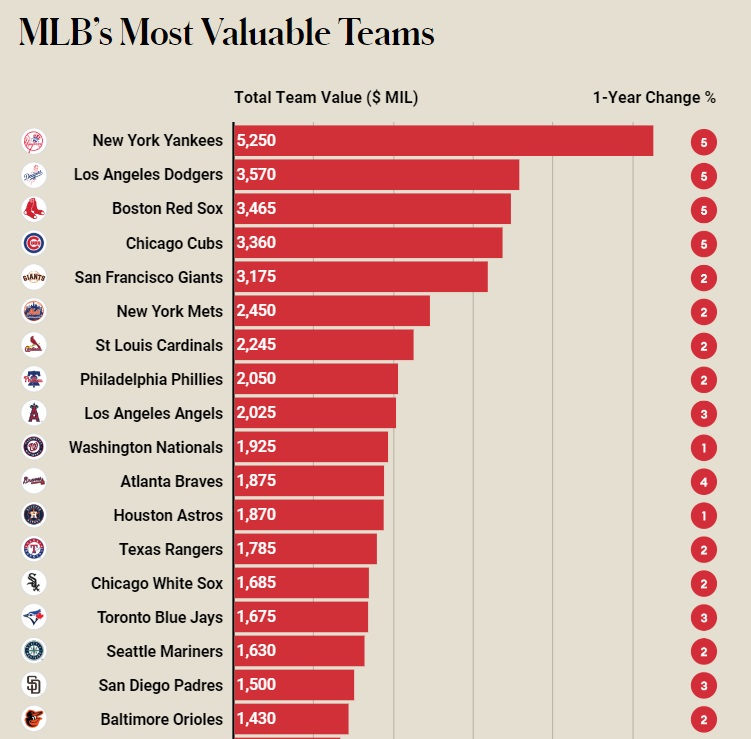 MLB's Most Valuable Teams
Total Team Value ($ MIL) 1-Year Change %
New York Yankees 5,250 5
Los Angeles Dodgers 3,570 5
Boston Red Sox 3,465 5
Chicago Cubs 3,360 5
GIANTS San Francisco Giants 3,175 2
New York Mets 2,450 2
St Louis Cardinals 2,245 2
Philadelphia Phillies 2,050 2
Los Angeles Angels 2,025 3
Washington Nationals 1,925 1
Atlanta Braves 1,875 4
Houston Astros 1,870 1
Texas Rangers 1,785 2
Chicago White Sox 1,685 2
Toronto Blue Jays 1,675 3
Seattle Mariners 1,630 2
San Diego Padres 1,500 3
Baltimore Orioles 1,430 2